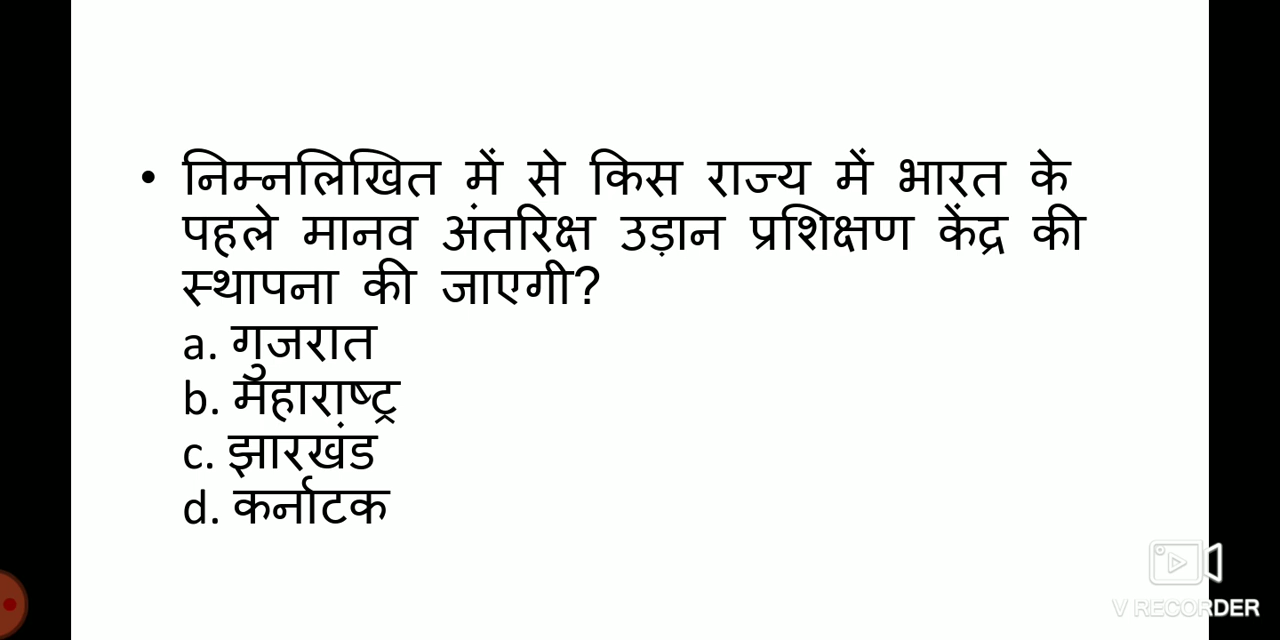 • निम्नलिखित में से किस राज्य में भारत के
पहले मानव अंतरिक्ष उड़ान प्रशिक्षण केंद्र की
स्थापना की जाएगी?
a. गुजरात
b. महाराष्ट्र
c. झारखंड
d. कर्नाटक
V RECORDER